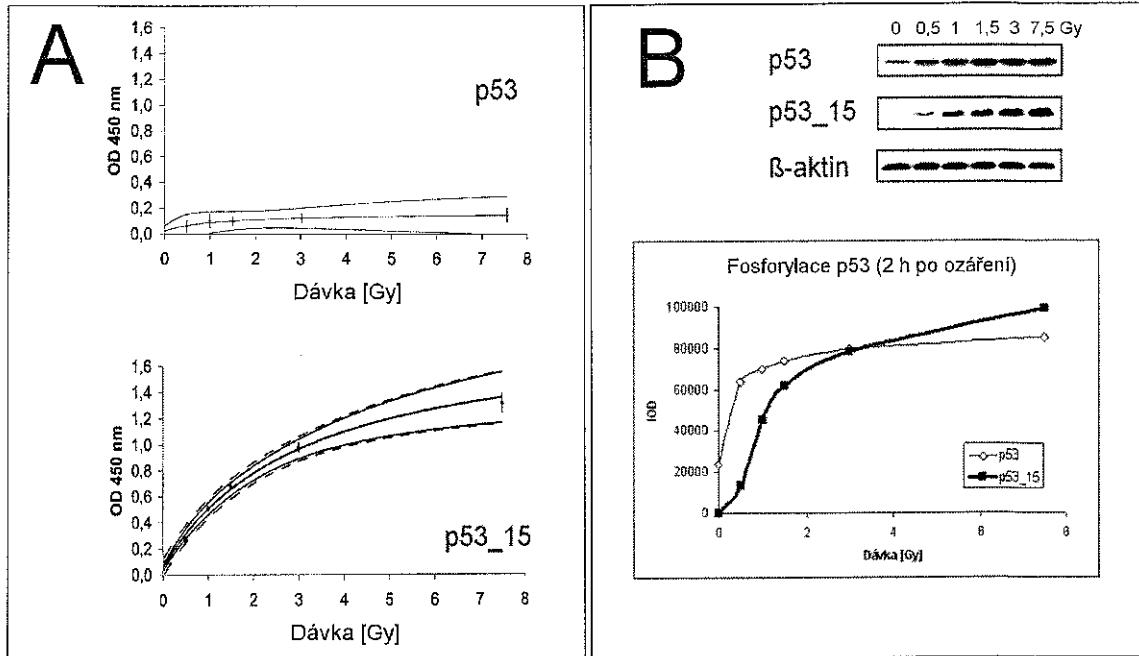 A
1,6
1,4
1,2
1,0
0,8
0,6
0,4
0,2
0,0
OD 450 nm
p53
0 1 2 3 4 5 6 7 8
Dávka [Gy]
1,6
1,4
1,2
1,0
0,8
0,6
0,4
0,2
0,0
OD 450 nm
p53_15
0 1 2 3 4 5 6 7 8
Dávka [Gy]
B
0 0,5 1 1,5 3 7,5 Gy
p53
p53_15
ß-aktin
Fosforylace p53 (2 h po ozáření)
100000
80000
60000
40000
20000
0
IOD
p53
p53_15
0 2 4 6 8
Dávka [Gy]